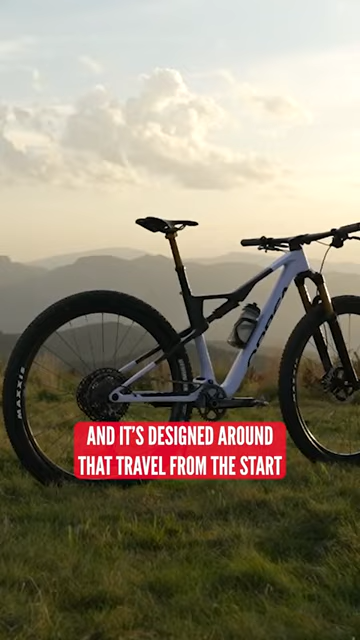 MAXXIS
AND IT'S DESIGNED AROUND
THAT TRAVEL FROM THE START